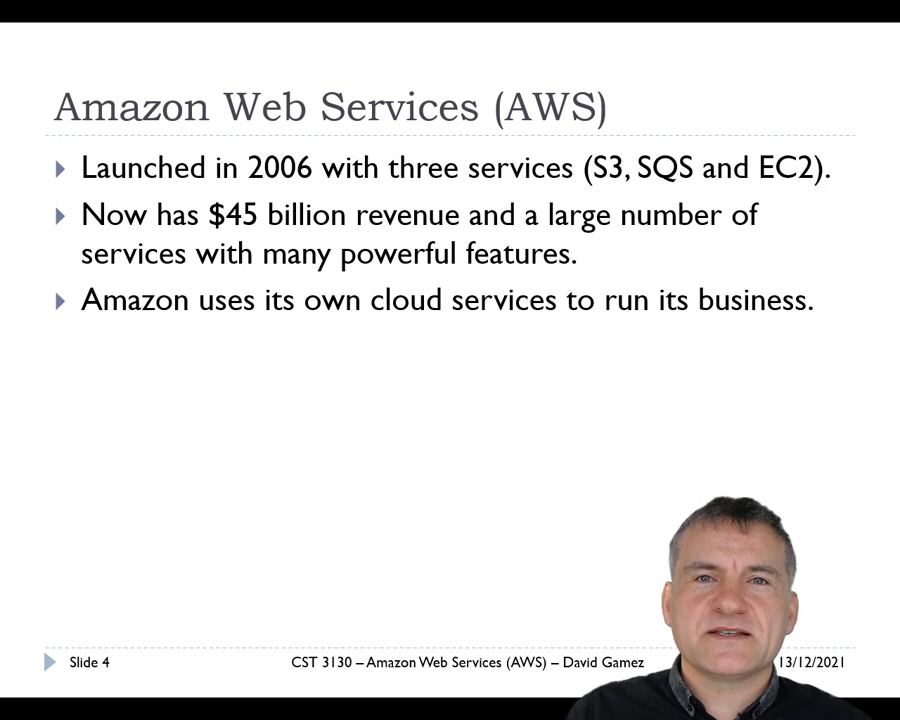 Amazon Web Services (AWS)
Launched in 2006 with three services (S3, SQS and EC2).
Now has $45 billion revenue and a large number of
services with many powerful features.
Amazon uses its own cloud services to run its business.
Slide 4
CST 3130 – Amazon Web Services (AWS) – David Gamez
13/12/2021